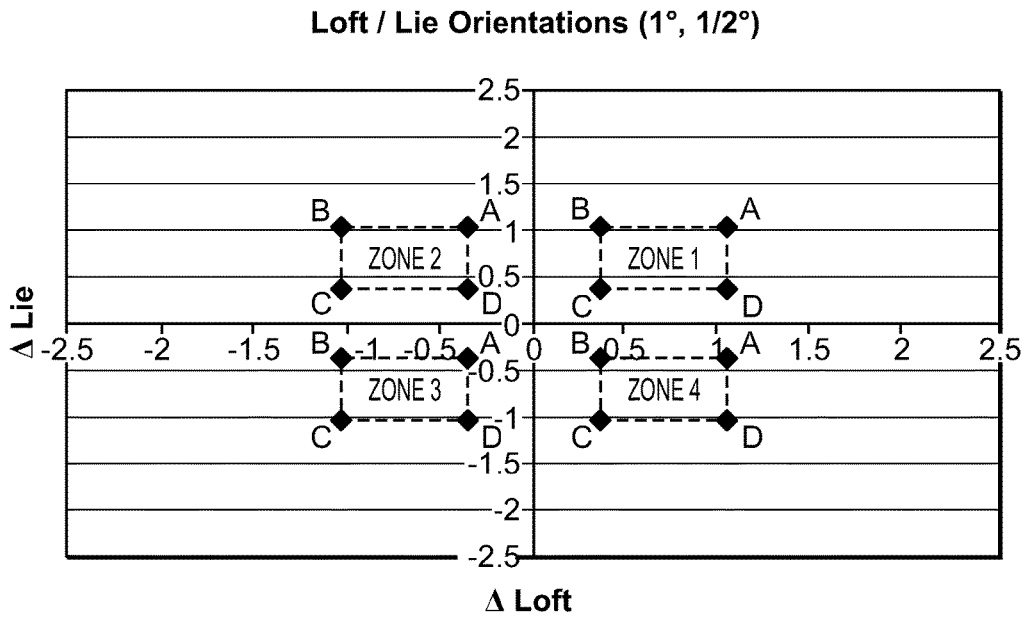 Loft / Lie Orientations (1°, 1/2°)
2.5
2
1.5
B A B A
1
ZONE 2 ZONE 1
0.5
C D C D
0
Δ Lie
-2.5 -2 -1.5 -1 -0.5 0 0.5 1 1.5 2 2.5
B A B A
-0.5
ZONE 3 ZONE 4
-1
C D C D
-1.5
-2
-2.5
Δ Loft